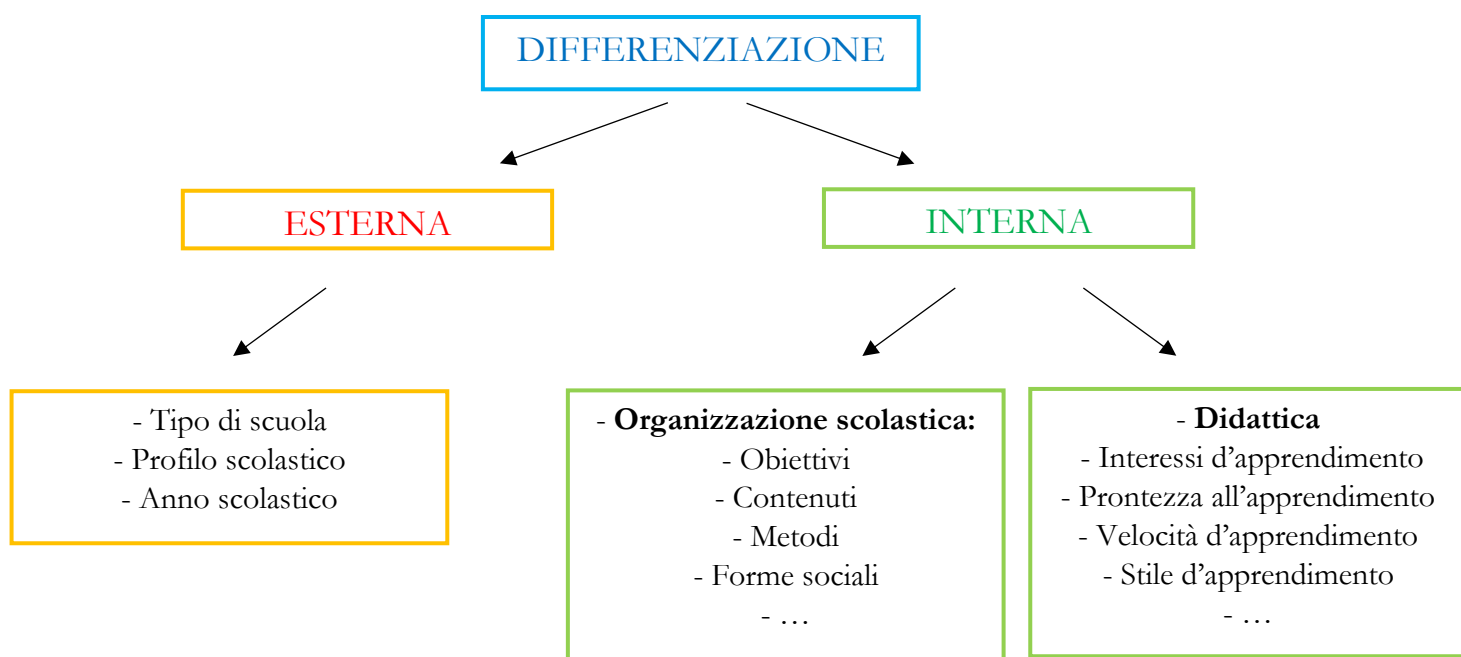 DIFFERENZIAZIONE
ESTERNA
INTERNA
- Tipo di scuola
- Profilo scolastico
- Anno scolastico
- Organizzazione scolastica:
- Obiettivi
- Contenuti
- Metodi
- Forme sociali
- …
- Didattica
- Interessi d’apprendimento
- Prontezza all’apprendimento
- Velocità d’apprendimento
- Stile d’apprendimento
- …